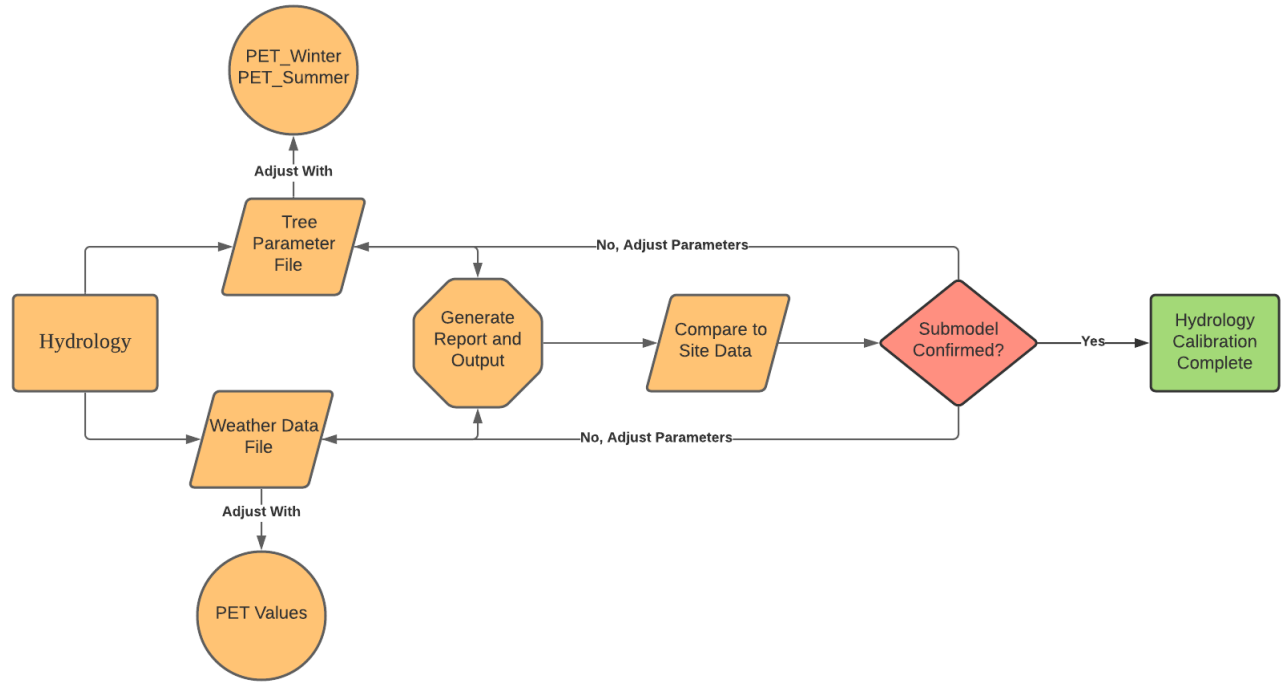 PET_Winter
PET_Summer
Adjust With
Tree
Parameter
File
No, Adjust Parameters
Hydrology
Generate
Report and
Output
Compare to
Site Data
Submodel
Confirmed?
Yes
Hydrology
Calibration
Complete
Weather Data
File
No, Adjust Parameters
Adjust With
PET Values